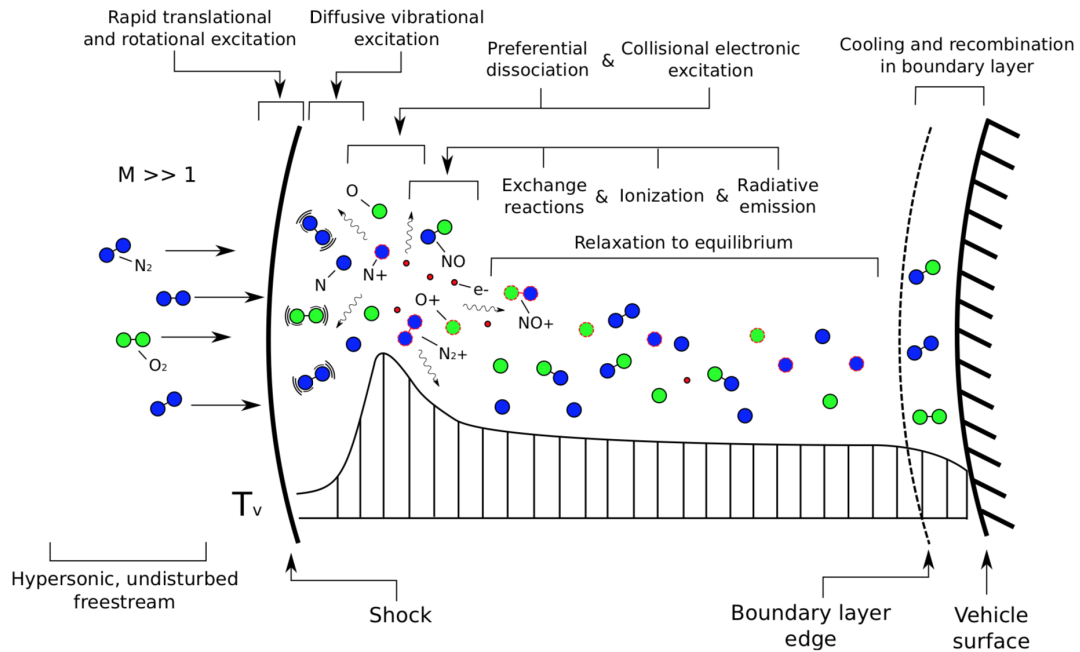 Rapid translational
and rotational excitation
Diffusive vibrational
excitation
Preferential
dissociation
&
Collisional electronic
excitation
Cooling and recombination
in boundary layer
M >> 1
Exchange
reactions
&
Ionization
&
Radiative
emission
Relaxation to equilibrium
O
N₂
N
N+
NO
e-
O+
NO+
O₂
N₂+
Tᵥ
Hypersonic, undisturbed
freestream
Shock
Boundary layer
edge
Vehicle
surface